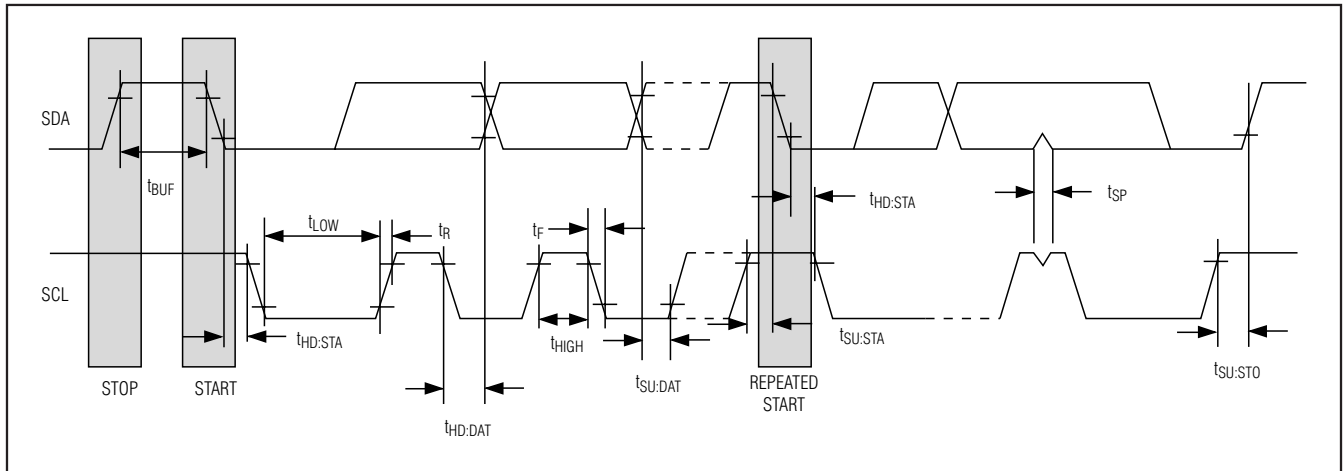 SDA
tBUF
tLOW
tR
tF
tHD:STA
tSP
SCL
tHD:STA
tHIGH
tSU:STA
tSU:DAT
tSU:STO
STOP
START
REPEATED
START
tHD:DAT